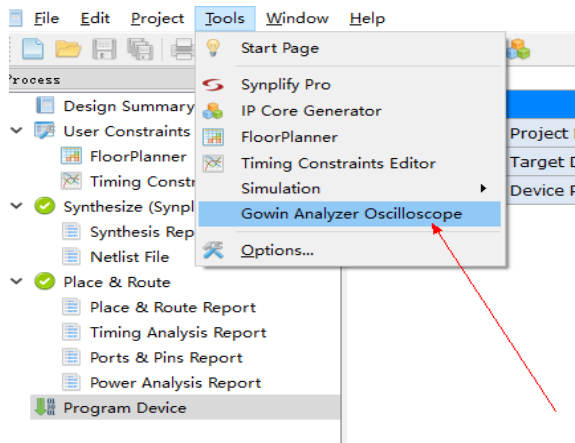 File Edit Project Tools Window Help
Start Page
Process
Synplify Pro
Design Summary
IP Core Generator
User Constraints
FloorPlanner
Project
FloorPlanner
Timing Constraints Editor
Target
Timing Constr
Simulation
Device
Synthesize (Synpl
Gowin Analyzer Oscilloscope
Synthesis Rep
Netlist File
Options...
Place & Route
Place & Route Report
Timing Analysis Report
Ports & Pins Report
Power Analysis Report
Program Device